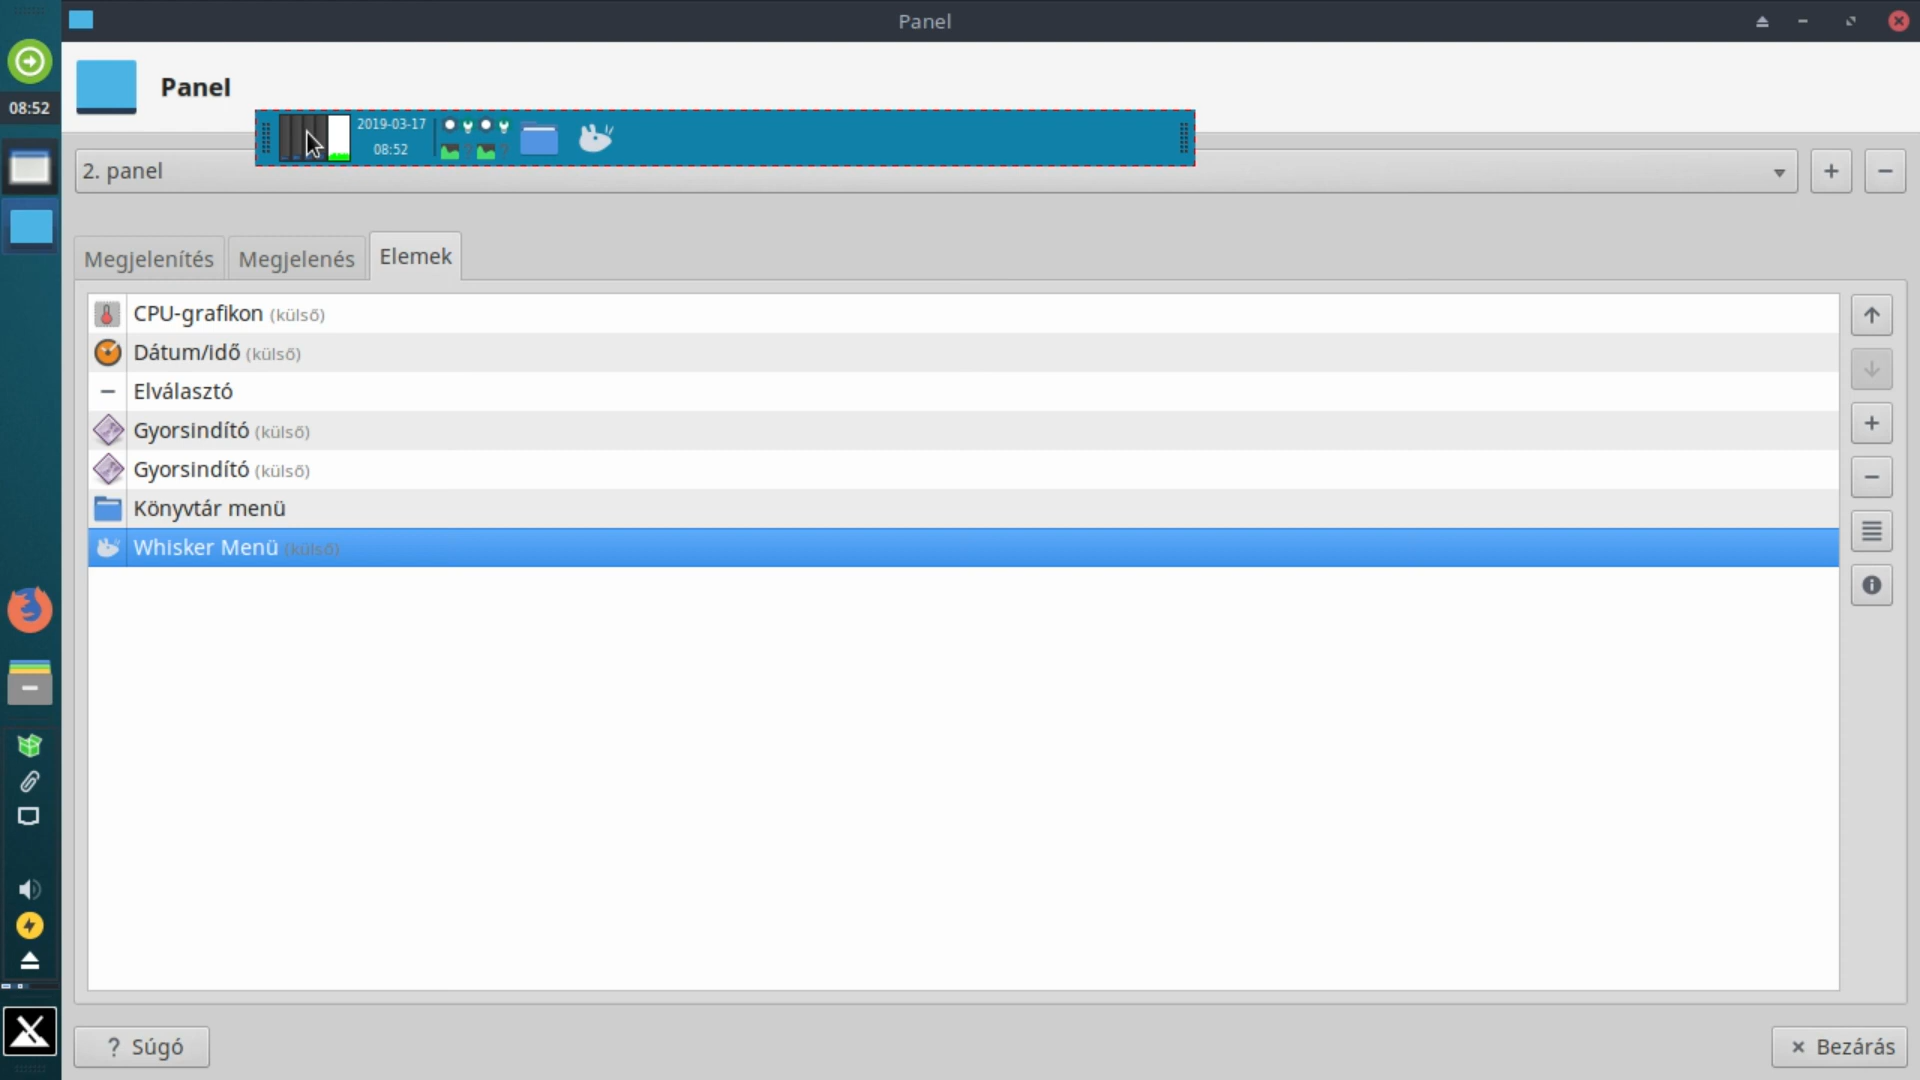 Panel
08:52
Panel
2019-03-17
08:52
2. panel
Megjelenítés
Megjelenés
Elemek
CPU-grafikon (külső)
Dátum/idő (külső)
Elválasztó
Gyorsindító (külső)
Gyorsindító (külső)
Könyvtár menü
Whisker Menü (külső)
? Súgó
Bezárás